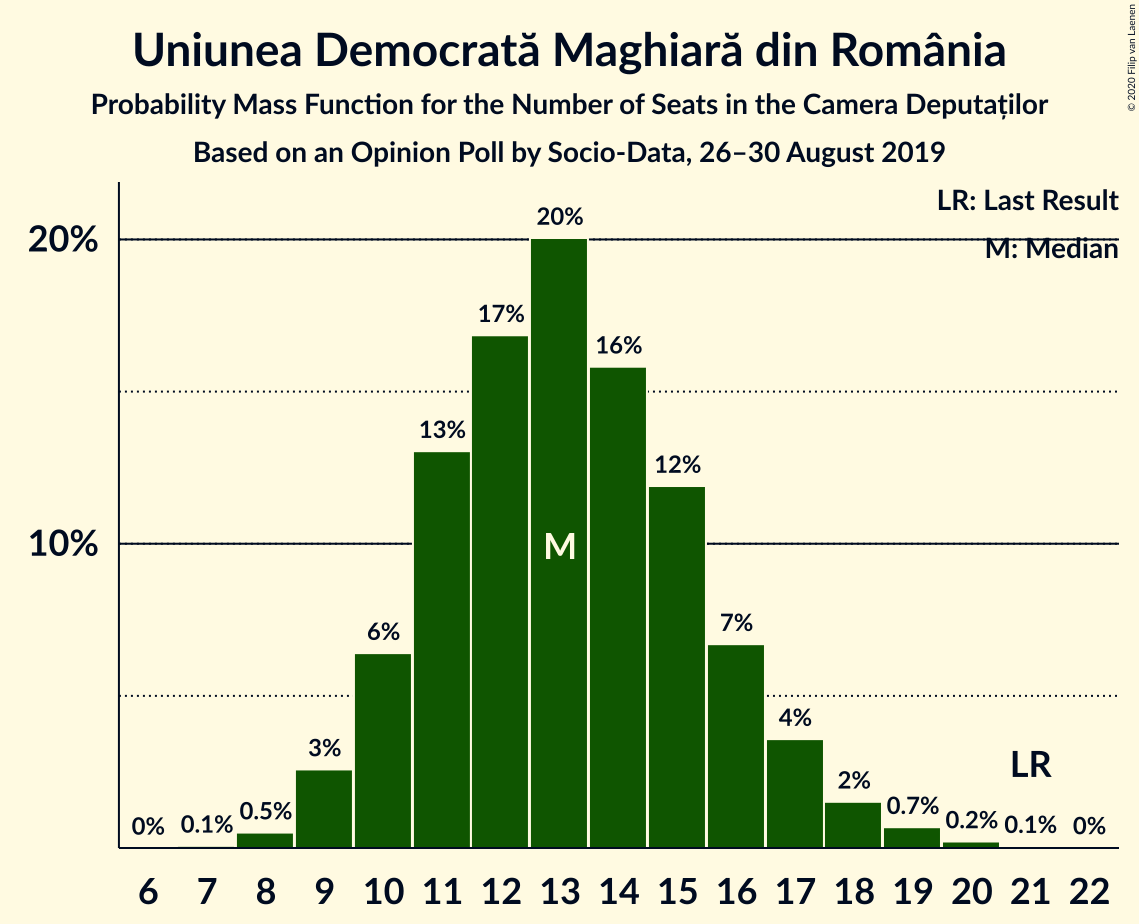 Uniunea Democrată Maghiară din România
Probability Mass Function for the Number of Seats in the Camera Deputaților
Based on an Opinion Poll by Socio-Data, 26–30 August 2019
© 2020 Filip van Laenen
LR: Last Result
M: Median
20%
10%
0%
0.1%
0.5%
3%
6%
13%
17%
20%
16%
12%
7%
4%
2%
0.7%
0.2%
0.1%
0%
M
LR
6 7 8 9 10 11 12 13 14 15 16 17 18 19 20 21 22